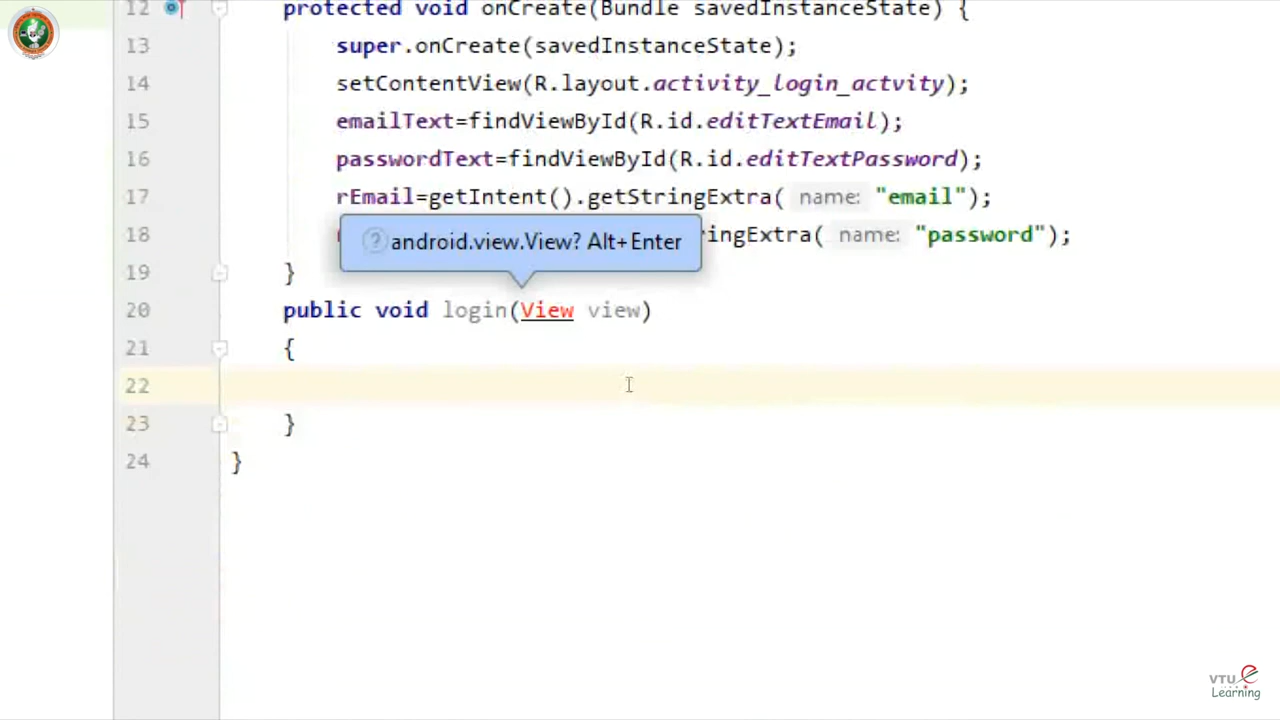 12 protected void onCreate(Bundle savedInstanceState) {
13 super.onCreate(savedInstanceState);
14 setContentView(R.layout.activity_login_actvity);
15 emailText=findViewById(R.id.editTextEmail);
16 passwordText=findViewById(R.id.editTextPassword);
17 rEmail=getIntent().getStringExtra( name: "email");
android.view.View? Alt+Enter
18 ingExtra( name: "password");
19 }
20 public void login(View view)
21 {
22
23 }
24 }
VTU e
Learning